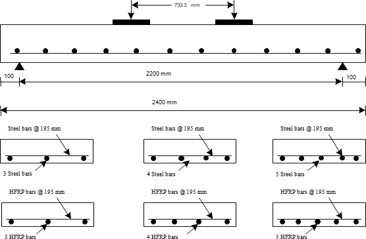 733.3 mm
100
2200 mm
100
2400 mm
Steel bars @ 195 mm
Steel bars @ 195 mm
Steel bars @ 195 mm
3 Steel bars
4 Steel bars
5 Steel bars
HFRP bars @ 195 mm
HFRP bars @ 195 mm
HFRP bars @ 195 mm
3 HFRP bars
4 HFRP bars
5 HFRP bars